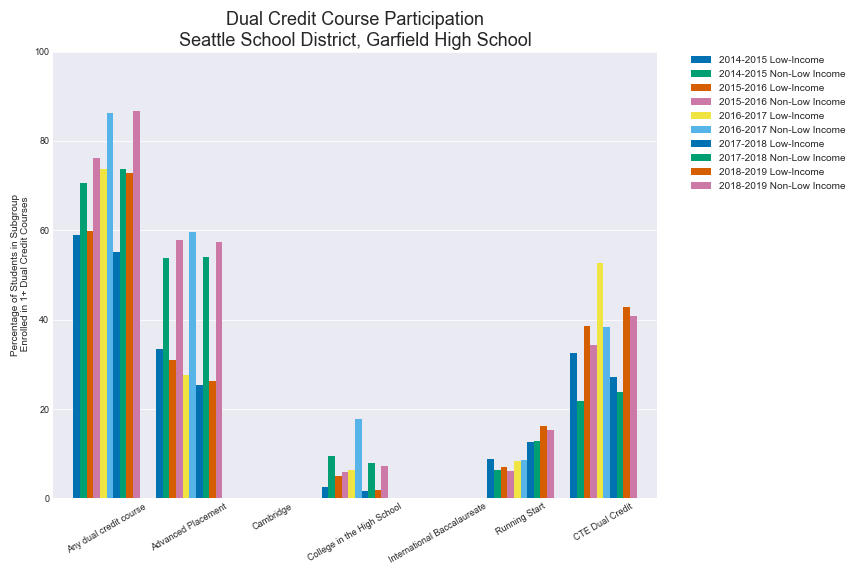 Dual Credit Course Participation
Seattle School District, Garfield High School
Percentage of Students in Subgroup
Enrolled in 1+ Dual Credit Courses
100
80
60
40
20
0
Any dual credit course
Advanced Placement
Cambridge
College in the High School
International Baccalaureate
Running Start
CTE Dual Credit
2014-2015 Low-Income
2014-2015 Non-Low Income
2015-2016 Low-Income
2015-2016 Non-Low Income
2016-2017 Low-Income
2016-2017 Non-Low Income
2017-2018 Low-Income
2017-2018 Non-Low Income
2018-2019 Low-Income
2018-2019 Non-Low Income